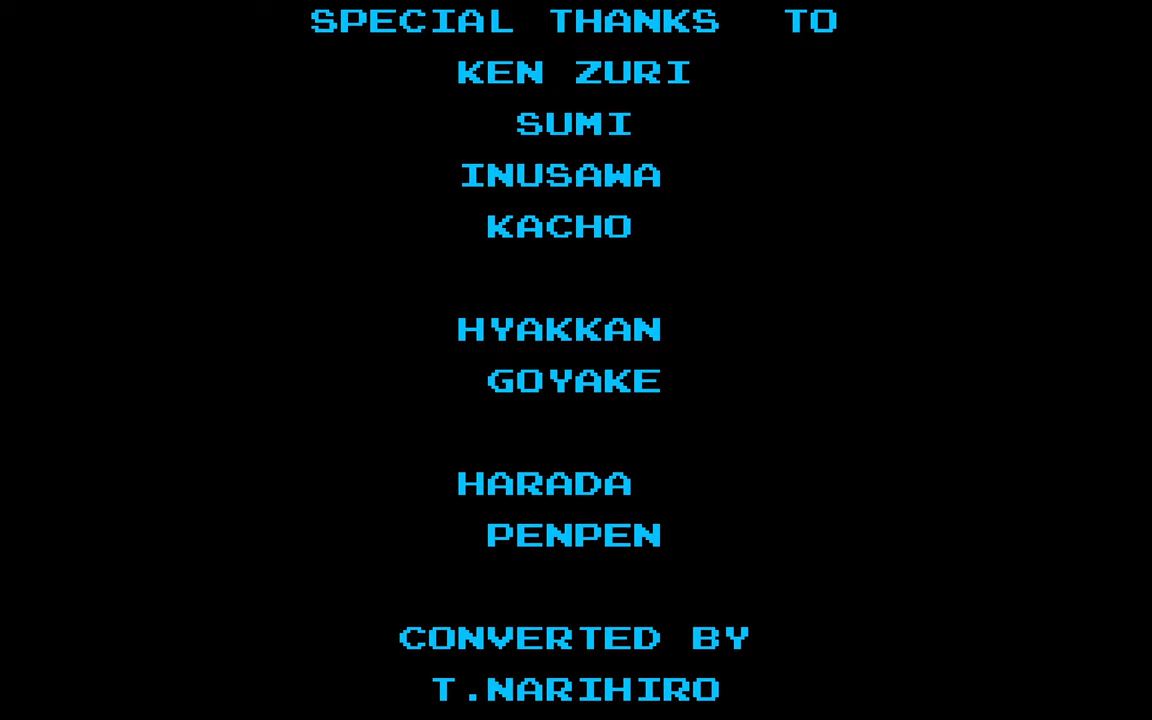 SPECIAL THANKS TO
KEN ZURI
SUMI
INUSAWA
KACHO
HYAKKAN
GOYAKE
HARADA
PENPEN
CONVERTED BY
T.NARIHIRO